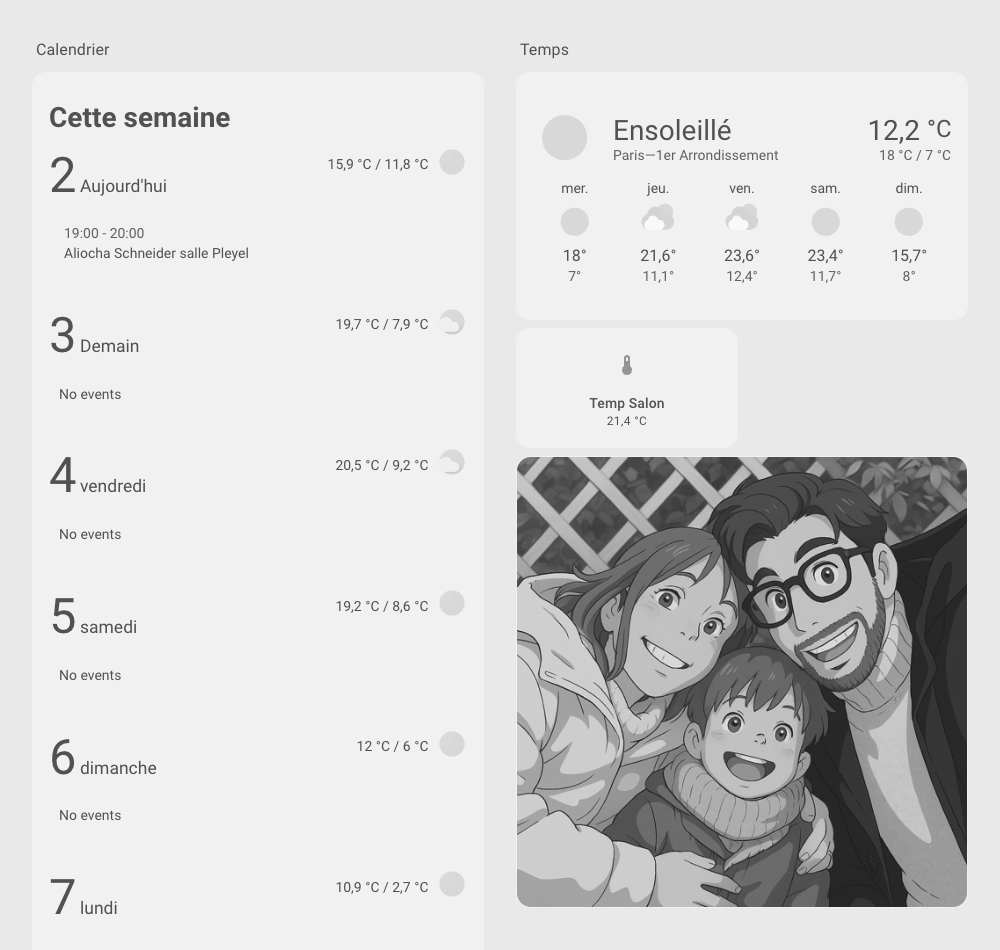 Calendrier
Cette semaine
2 Aujourd'hui
15,9 °C / 11,8 °C
19:00 - 20:00
Aliocha Schneider salle Pleyel
3 Demain
19,7 °C / 7,9 °C
No events
4 vendredi
20,5 °C / 9,2 °C
No events
5 samedi
19,2 °C / 8,6 °C
No events
6 dimanche
12 °C / 6 °C
No events
7 lundi
10,9 °C / 2,7 °C
Temps
Ensoleillé
12,2 °C
Paris—1er Arrondissement
18 °C / 7 °C
mer. jeu. ven. sam. dim.
18° 21,6° 23,6° 23,4° 15,7°
7° 11,1° 12,4° 11,7° 8°
Temp Salon
21,4 °C